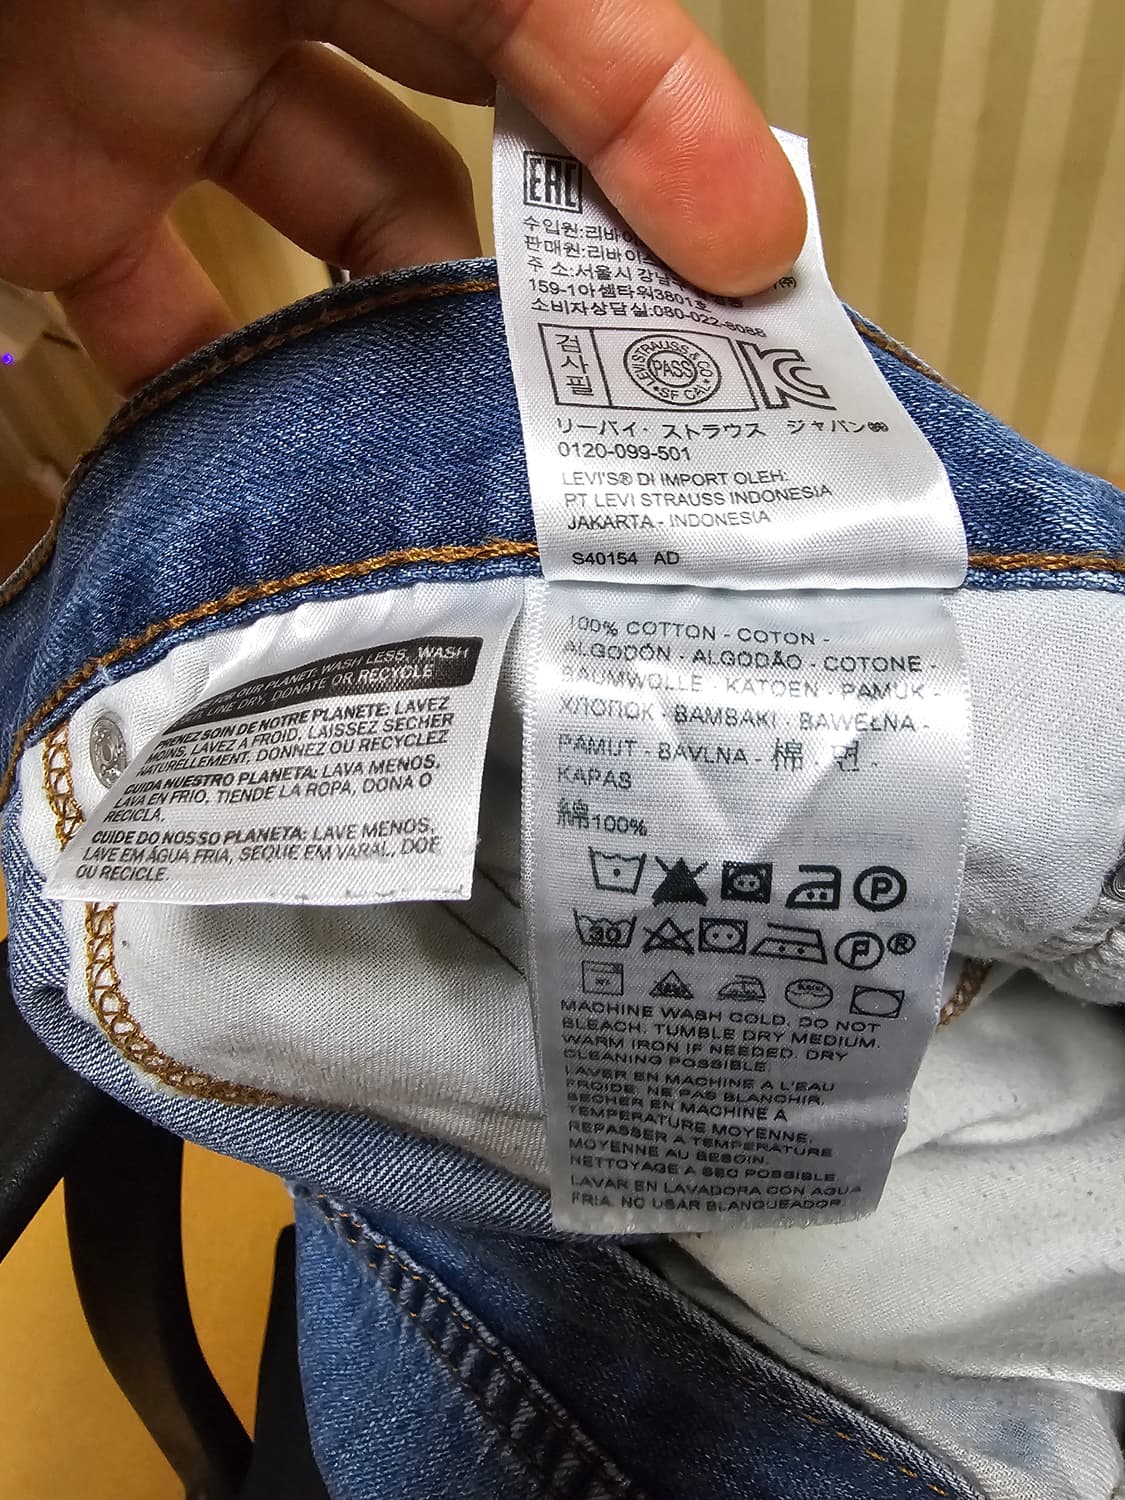 EAC
수입원:리바이
판매원:리바이
주 소:서울시 강남
159-1아셈타워3801호
소비자상담실:080-022-8088
검사필
LEVI STRAUSS & CO
PASS
SF CAL
KC
リーバイ・ストラウス ジャパン㈱
0120-099-501
LEVI'S® DI IMPORT OLEH:
PT LEVI STRAUSS INDONESIA
JAKARTA - INDONESIA
S40154 AD
FOR OUR PLANET: WASH LESS, WASH
LINE DRY, DONATE OR RECYCLE
PRENEZ SOIN DE NOTRE PLANETE: LAVEZ
MOINS, LAVEZ A FROID, LAISSEZ SECHER
NATURELLEMENT, DONNEZ OU RECYCLEZ
CUIDA NUESTRO PLANETA: LAVA MENOS,
LAVA EN FRIO, TIENDE LA ROPA, DONA O
RECICLA.
CUIDE DO NOSSO PLANETA: LAVE MENOS,
LAVE EM ÁGUA FRIA, SEQUE EM VARAL, DOE
OU RECICLE.
100% COTTON - COTON -
ALGODÓN - ALGODÃO - COTONE -
BAUMWOLLE - KATOEN - PAMUK -
ХЛОПОК - BAMBAKI - BAWEŁNA -
PAMUT - BAVLNA - 棉 - 면 -
KAPAS
綿100%
P
30
P ®
MACHINE WASH COLD. DO NOT
BLEACH. TUMBLE DRY MEDIUM.
WARM IRON IF NEEDED. DRY
CLEANING POSSIBLE.
LAVER EN MACHINE A L'EAU
FROIDE. NE PAS BLANCHIR.
SECHER EN MACHINE A
TEMPERATURE MOYENNE.
REPASSER A TEMPERATURE
MOYENNE AU BESOIN.
NETTOYAGE A SEC POSSIBLE.
LAVAR EN LAVADORA CON AGUA
FRIA. NO USAR BLANQUEADOR.